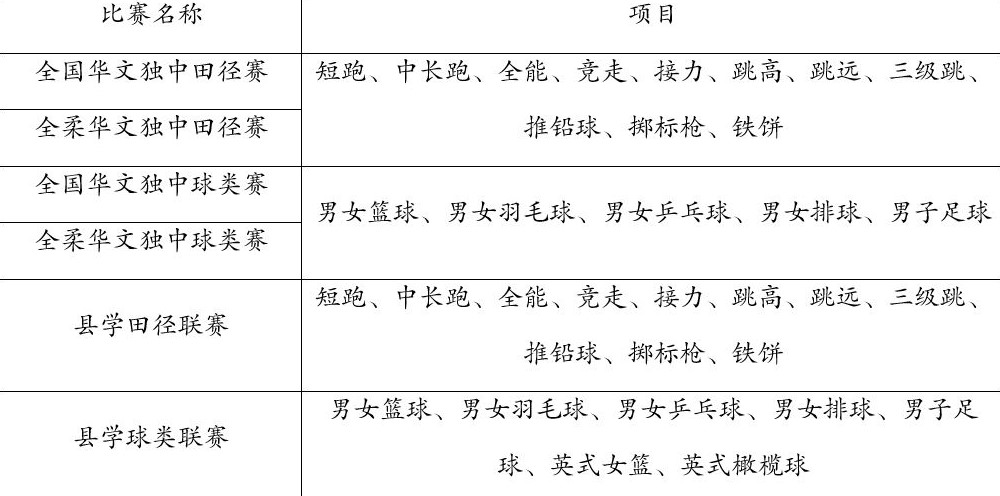 比赛名称
项目
全国华文独中田径赛
全柔华文独中田径赛
短跑、中长跑、全能、竞走、接力、跳高、跳远、三级跳、
推铅球、掷标枪、铁饼
全国华文独中球类赛
全柔华文独中球类赛
男女篮球、男女羽毛球、男女乒乓球、男女排球、男子足球
县学田径联赛
短跑、中长跑、全能、竞走、接力、跳高、跳远、三级跳、
推铅球、掷标枪、铁饼
县学球类联赛
男女篮球、男女羽毛球、男女乒乓球、男女排球、男子足
球、英式女篮、英式橄榄球